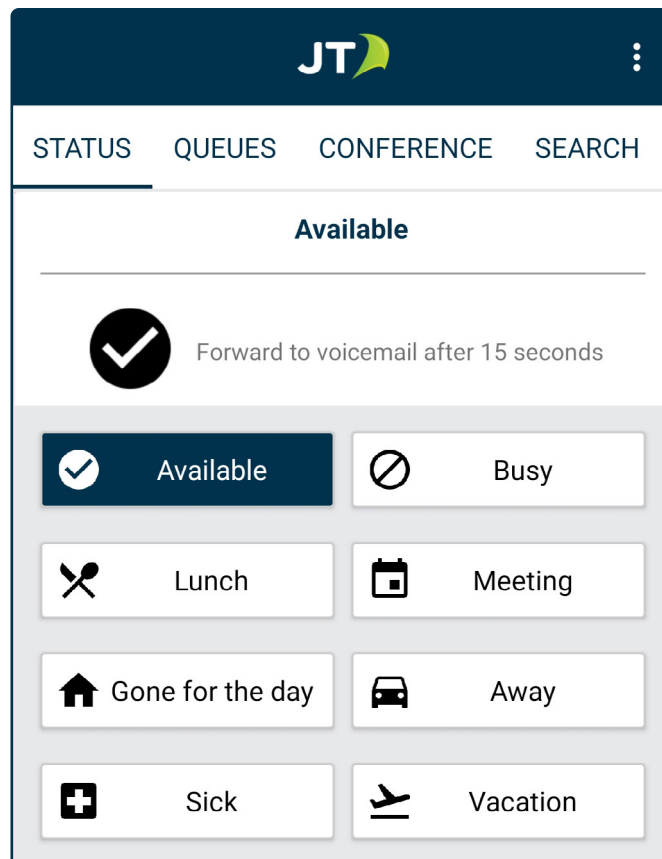 JT
STATUS QUEUES CONFERENCE SEARCH
Available
Forward to voicemail after 15 seconds
Available Busy
Lunch Meeting
Gone for the day Away
Sick Vacation